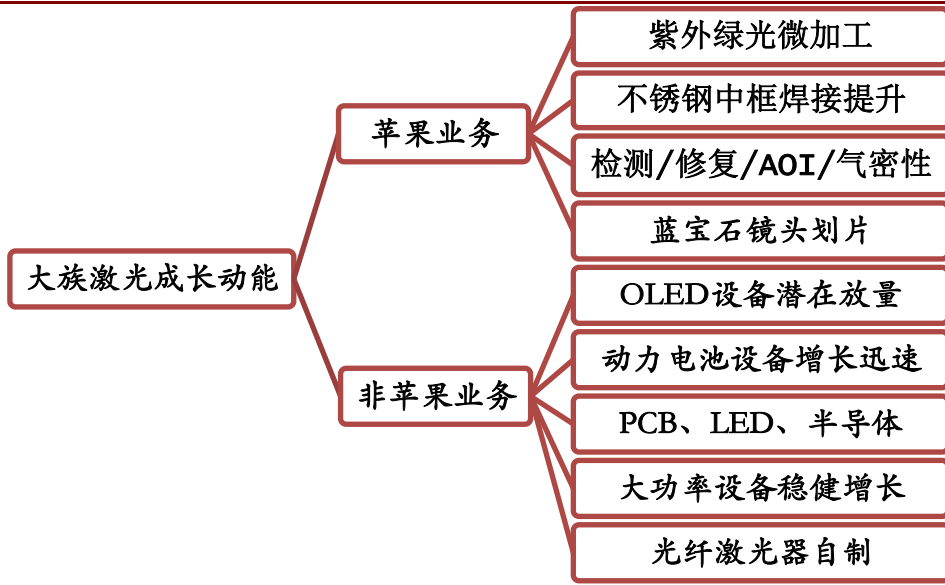 大族激光成长动能
苹果业务
紫外绿光微加工
不锈钢中框焊接提升
检测/修复/AOI/气密性
蓝宝石镜头划片
非苹果业务
OLED设备潜在放量
动力电池设备增长迅速
PCB、LED、半导体
大功率设备稳健增长
光纤激光器自制